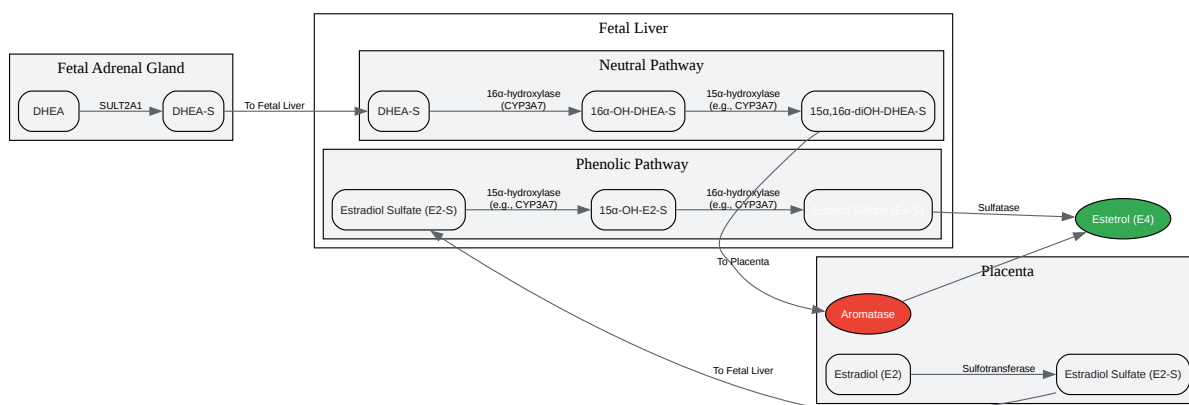 Fetal Liver
Fetal Adrenal Gland
DHEA
SULT2A1
DHEA-S
To Fetal Liver
Neutral Pathway
DHEA-S
16α-hydroxylase
(CYP3A7)
16α-OH-DHEA-S
15α-hydroxylase
(e.g., CYP3A7)
15α,16α-diOH-DHEA-S
Phenolic Pathway
Estradiol Sulfate (E2-S)
15α-hydroxylase
(e.g., CYP3A7)
15α-OH-E2-S
16α-hydroxylase
(e.g., CYP3A7)
Estetrol Sulfate (E4-S)
Sulfatase
Estetrol (E4)
To Placenta
Placenta
Aromatase
Estradiol (E2)
Sulfotransferase
Estradiol Sulfate (E2-S)
To Fetal Liver